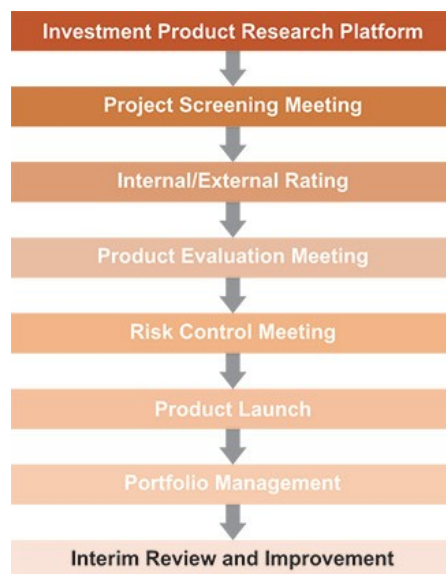 Investment Product Research Platform
Project Screening Meeting
Internal/External Rating
Product Evaluation Meeting
Risk Control Meeting
Product Launch
Portfolio Management
Interim Review and Improvement